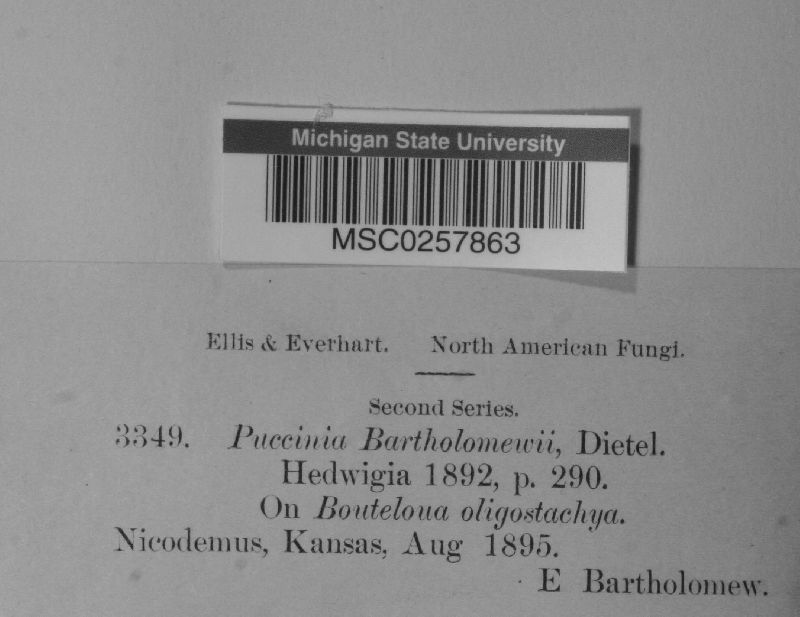 Michigan State University
MSC0257863
Ellis & Everhart. North American Fungi.
Second Series.
3349. Puccinia Bartholomewii, Dietel.
Hedwigia 1892, p. 290.
On Bouteloua oligostachya.
Nicodemus, Kansas, Aug 1895.
E Bartholomew.